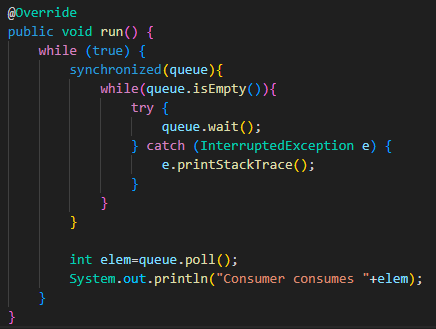 @Override
public void run() {
    while (true) {
        synchronized(queue){
            while(queue.isEmpty()){
                try {
                    queue.wait();
                } catch (InterruptedException e) {
                    e.printStackTrace();
                }
            }
        }

        int elem=queue.poll();
        System.out.println("Consumer consumes "+elem);
    }
}